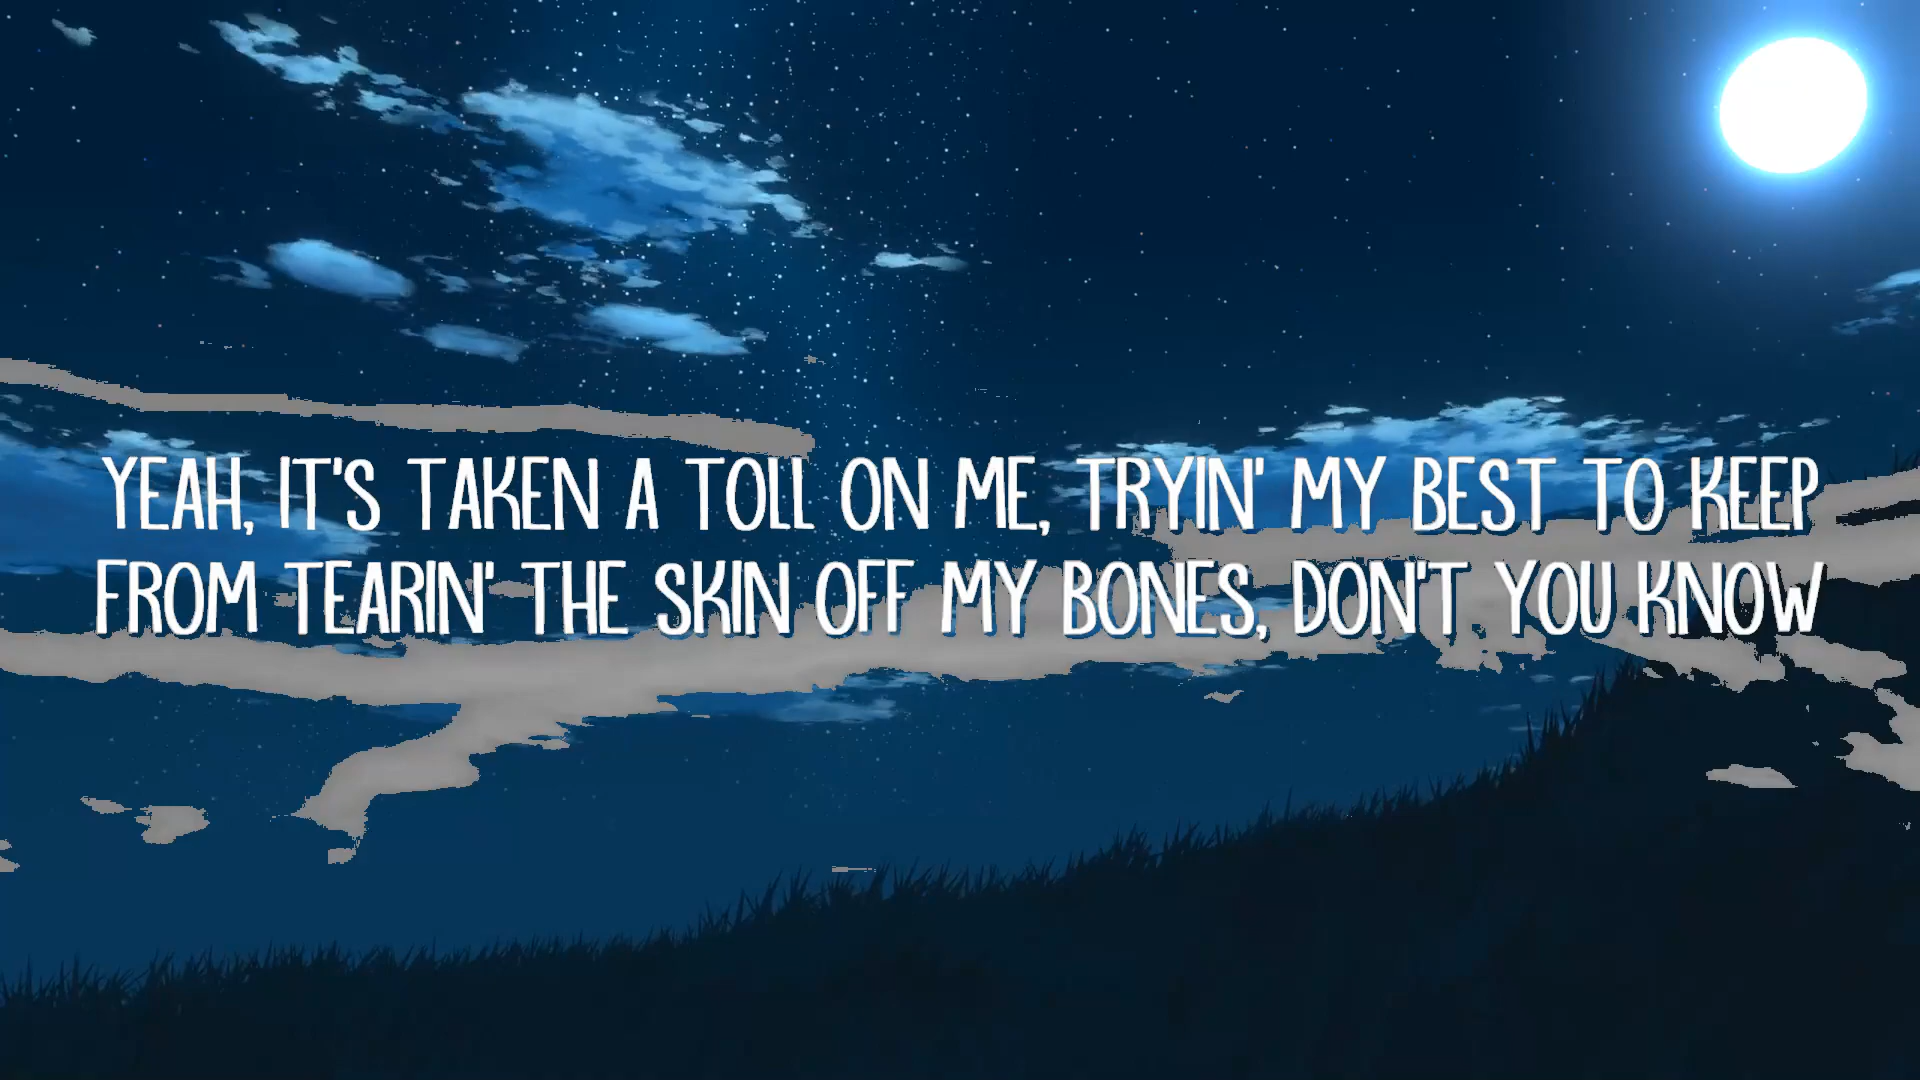 YEAH, IT'S TAKEN A TOLL ON ME, TRYIN' MY BEST TO KEEP
FROM TEARIN' THE SKIN OFF MY BONES, DON'T YOU KNOW